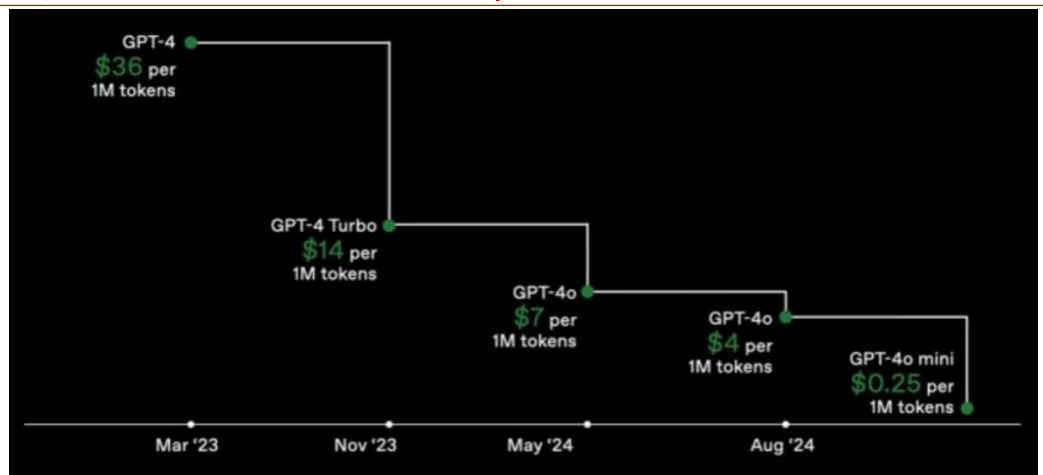 GPT-4
$36 per
1M tokens
GPT-4 Turbo
$14 per
1M tokens
GPT-4o
$7 per
1M tokens
GPT-4o
$4 per
1M tokens
GPT-4o mini
$0.25 per
1M tokens
Mar '23
Nov '23
May '24
Aug '24